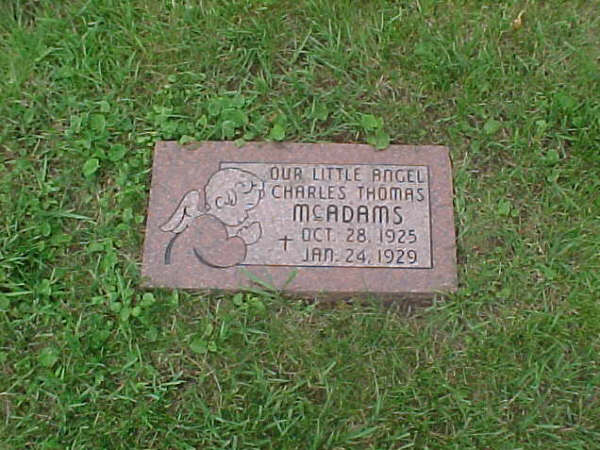 OUR LITTLE ANGEL
CHARLES THOMAS
McADAMS
OCT. 28, 1925
JAN. 24, 1929